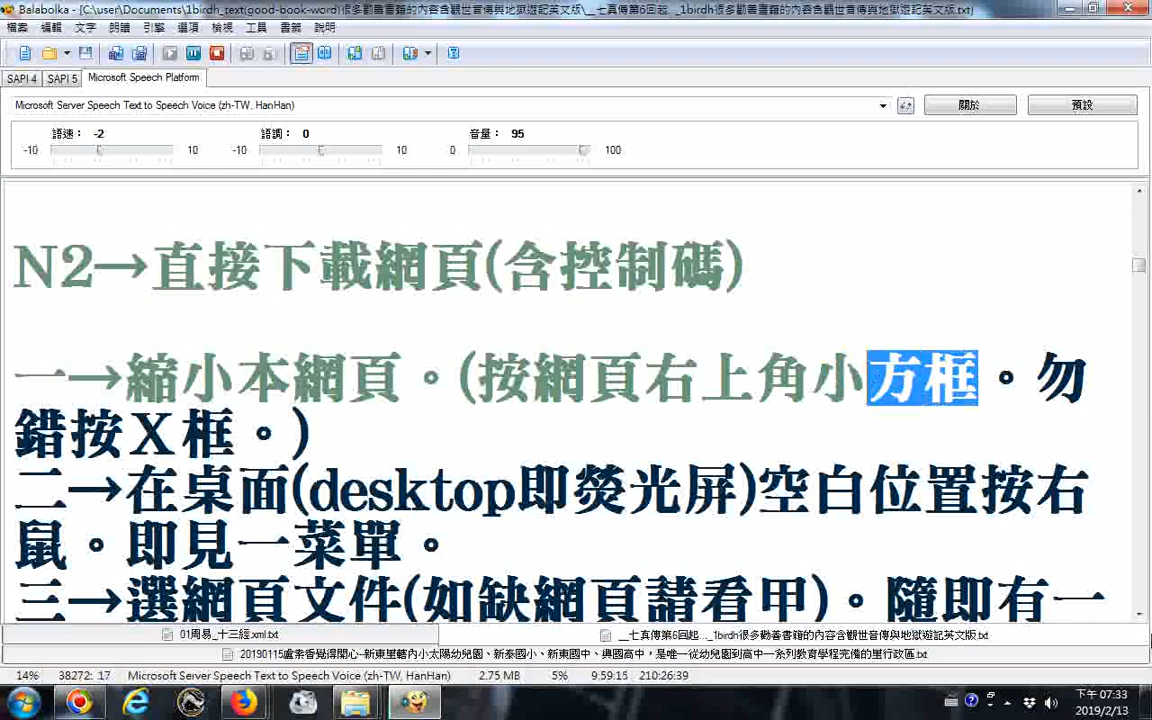 Balabolka - [C:\user\Documents\1birdh_text(good-book-word)很多勸善書籍的內容含觀世音傳與地獄遊記英文版\__七真傳第6回起..._1birdh很多勸善書籍的內容含觀世音傳與地獄遊記英文版.txt]
檔案 編輯 文字 朗讀 引擎 選項 檢視 工具 書籤 說明
SAPI 4 SAPI 5 Microsoft Speech Platform
Microsoft Server Speech Text to Speech Voice (zh-TW, HanHan) 關於 預設
語速： -2 語調： 0 音量： 95
-10 10 -10 10 0 100
N2→直接下載網頁(含控制碼)
一→縮小本網頁。(按網頁右上角小方框。勿
錯按X框。)
二→在桌面(desktop即熒光屏)空白位置按右
鼠。即見一菜單。
三→選網頁文件(如缺網頁請看甲)。隨即有一
01周易_十三經.xml.txt __七真傳第6回起..._1birdh很多勸善書籍的內容含觀世音傳與地獄遊記英文版.txt
20190115盧素香覺得開心--新東里轄內小太陽幼兒園、新泰國小、新東國中、興國高中，是唯一從幼兒園到高中一系列教育學程完備的里行政區.txt
14% 38272: 17 Microsoft Server Speech Text to Speech Voice (zh-TW, HanHan) 2.75 MB 5% 9:59:15 210:26:39
下午 07:33
2019/2/13